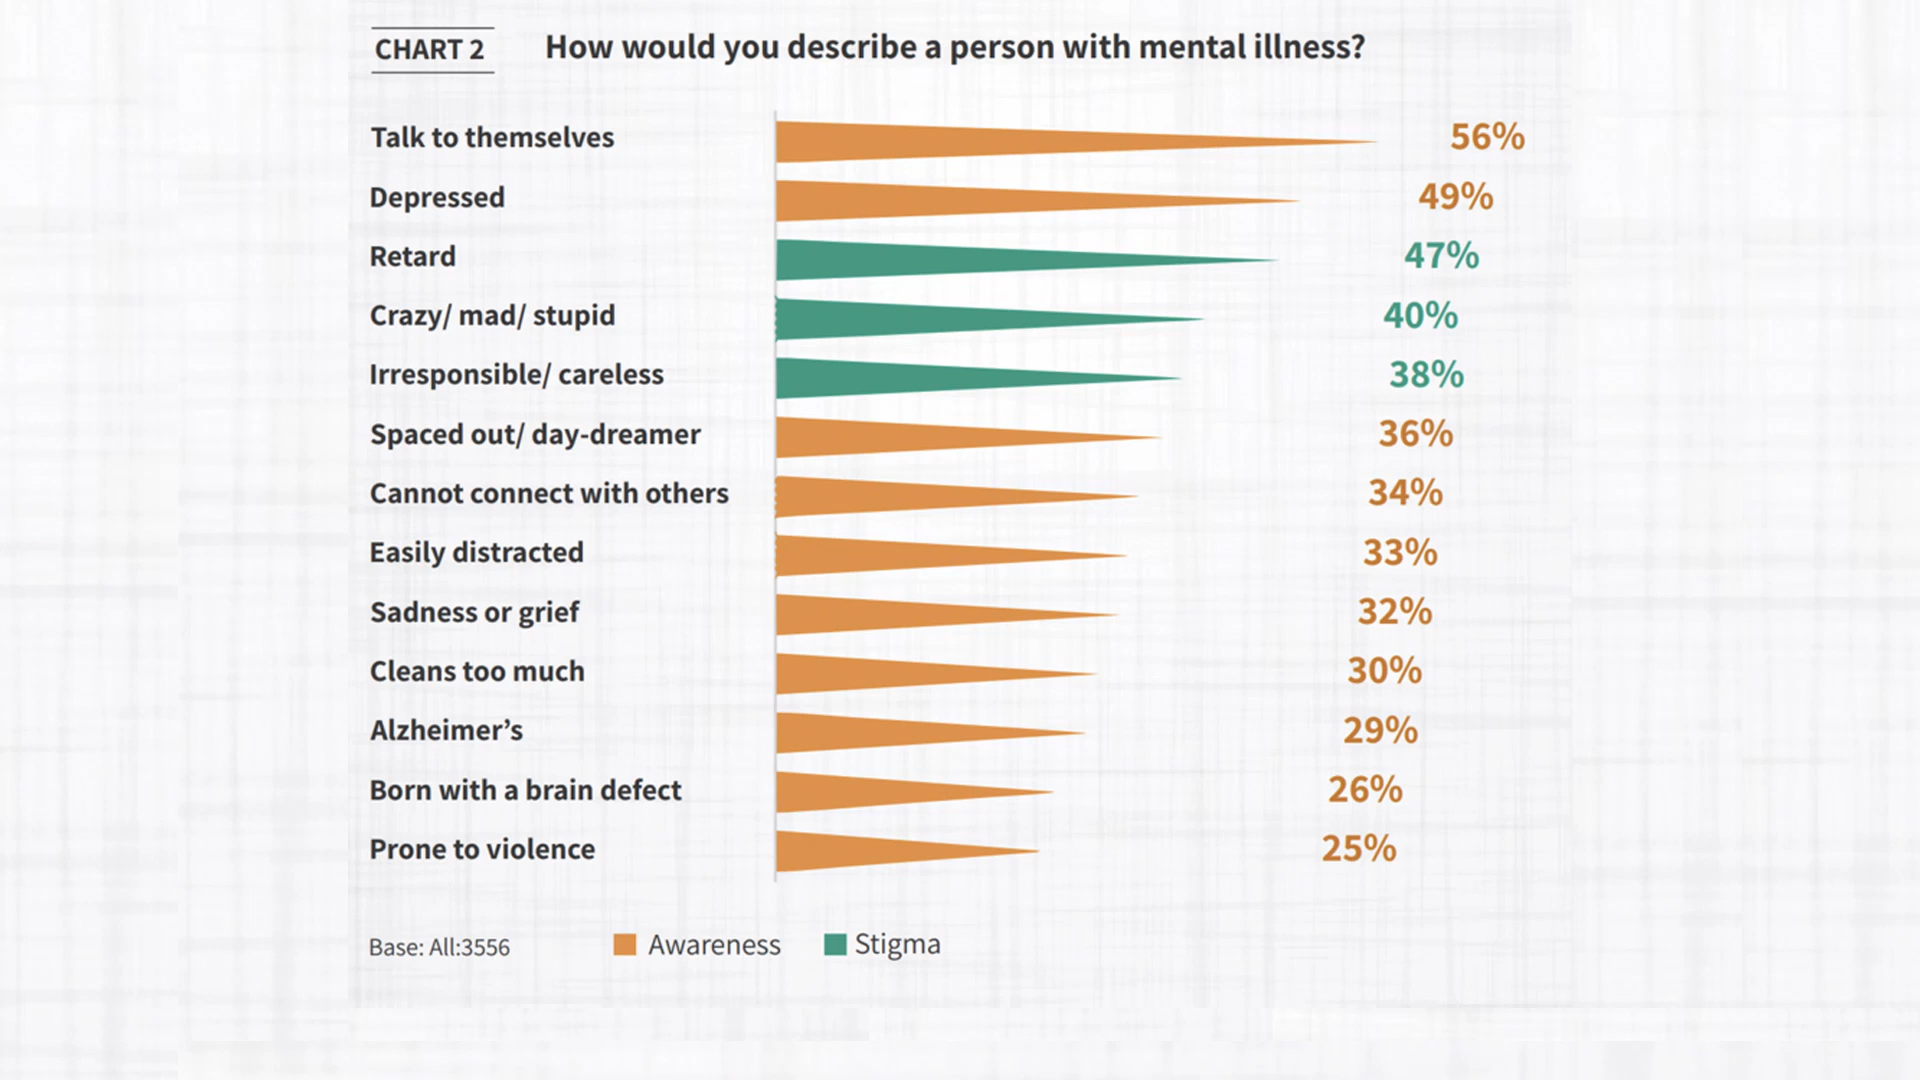 CHART 2 How would you describe a person with mental illness?
Talk to themselves 56%
Depressed 49%
Retard 47%
Crazy/ mad/ stupid 40%
Irresponsible/ careless 38%
Spaced out/ day-dreamer 36%
Cannot connect with others 34%
Easily distracted 33%
Sadness or grief 32%
Cleans too much 30%
Alzheimer’s 29%
Born with a brain defect 26%
Prone to violence 25%
Base: All:3556 Awareness Stigma